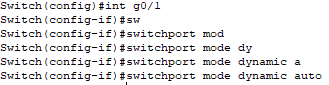 Switch(config)#int g0/1
Switch(config-if)#sw
Switch(config-if)#switchport mod
Switch(config-if)#switchport mode dy
Switch(config-if)#switchport mode dynamic a
Switch(config-if)#switchport mode dynamic auto